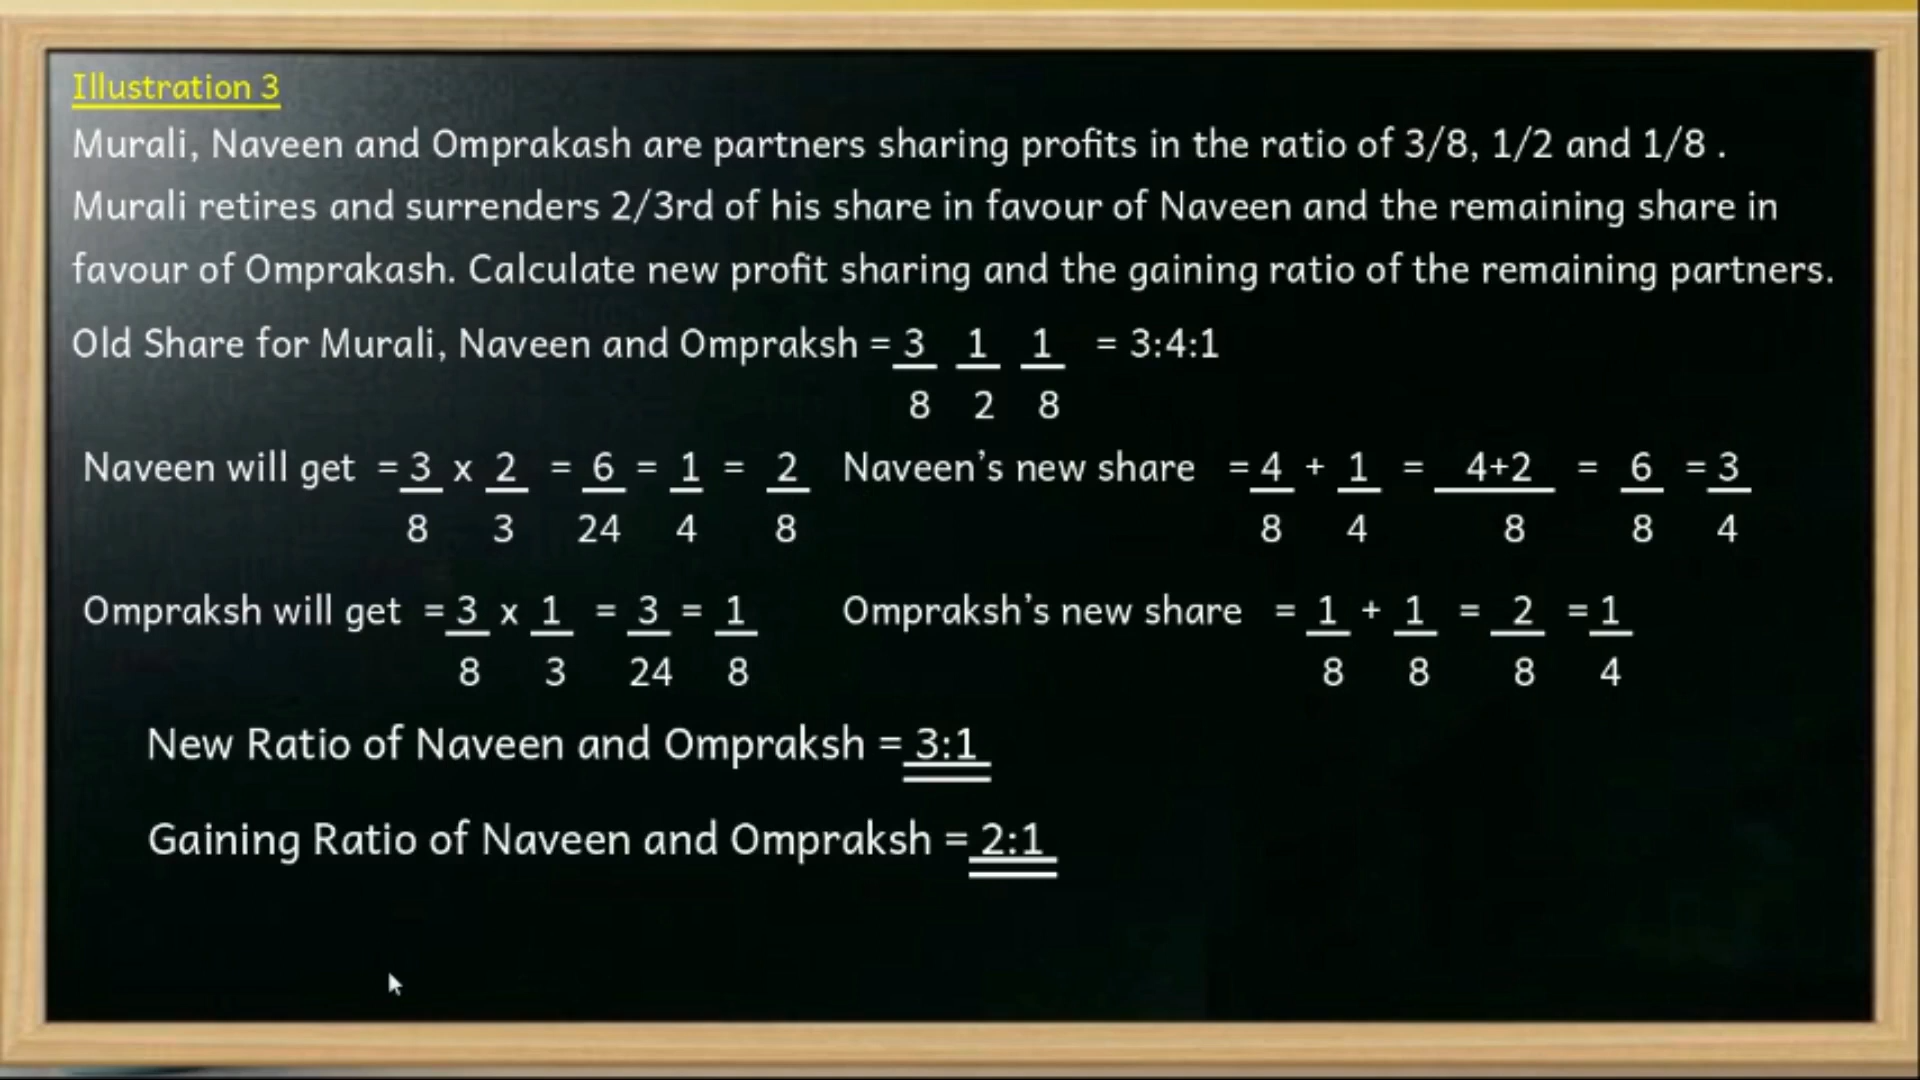 Illustration 3
Murali, Naveen and Omprakash are partners sharing profits in the ratio of 3/8, 1/2 and 1/8 .
Murali retires and surrenders 2/3rd of his share in favour of Naveen and the remaining share in
favour of Omprakash. Calculate new profit sharing and the gaining ratio of the remaining partners.
Old Share for Murali, Naveen and Ompraksh = 3 1 1 = 3:4:1
8 2 8
Naveen will get = 3 x 2 = 6 = 1 = 2 Naveen's new share = 4 + 1 = 4+2 = 6 = 3
8 3 24 4 8 8 4 8 8 4
Ompraksh will get = 3 x 1 = 3 = 1 Ompraksh's new share = 1 + 1 = 2 = 1
8 3 24 8 8 8 8 4
New Ratio of Naveen and Ompraksh = 3:1
Gaining Ratio of Naveen and Ompraksh = 2:1